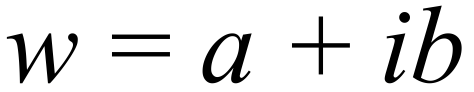 w = a + ib